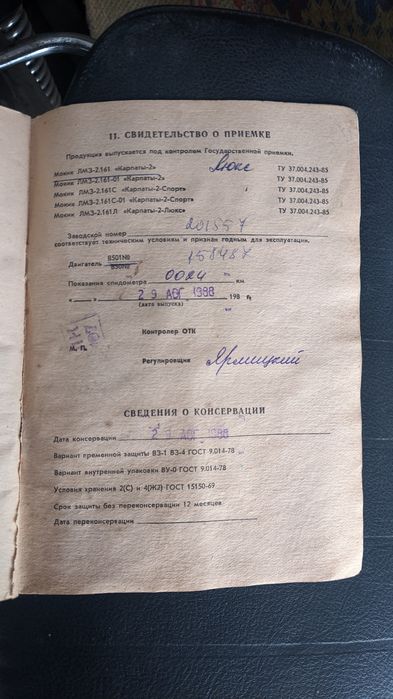 11. СВИДЕТЕЛЬСТВО О ПРИЕМКЕ
Продукция выпускается под контролем Государственной приемки.
Мокик ЛМЗ-2.161 «Карпаты-2» Люкс ТУ 37.004.243-85
Мокик ЛМЗ-2.161-01 «Карпаты-2» ТУ 37.004.243-85
Мокик ЛМЗ-2.161С «Карпаты-2-Спорт» ТУ 37.004.243-85
Мокик ЛМЗ-2.161С-01 «Карпаты-2-Спорт» ТУ 37.004.243-85
Мокик ЛМЗ-2.161Л «Карпаты-2-Люкс» ТУ 37.004.243-85
Заводской номер 201557
соответствует техническим условиям и признан годным для эксплуатации.
Двигатель В501№ 158487
В50№
Показания спидометра 0024 км
« » 29 АВГ 1988 198 г.
(дата выпуска)
Контролер ОТК
М. П.
Регулировщик Ярмицкий
СВЕДЕНИЯ О КОНСЕРВАЦИИ
Дата консервации 29 АВГ 1988
Вариант временной защиты ВЗ-1 ВЗ-4 ГОСТ 9.014-78
Вариант внутренней упаковки ВУ-0 ГОСТ 9.014-78
Условия хранения 2(С) и 4(Ж2) ГОСТ 15150-69
Срок защиты без переконсервации 12 месяцев
Дата переконсервации